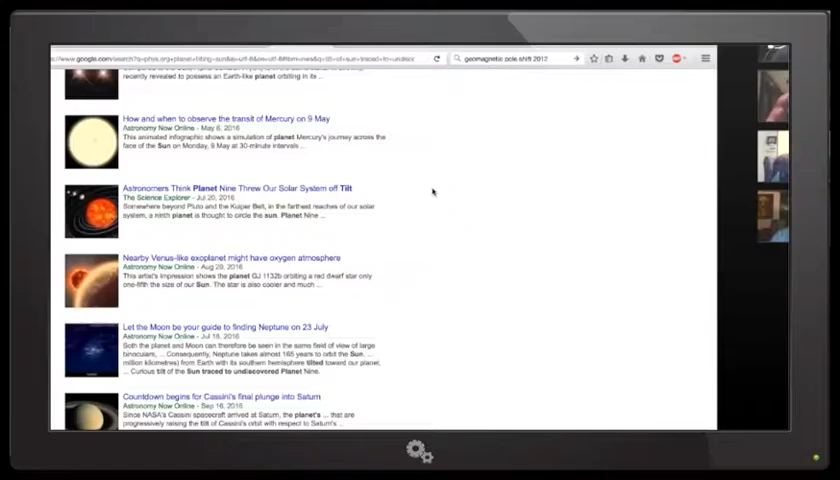 geomagnetic pole shift 2012
recently revealed to possess an Earth-like planet orbiting in its ...
How and when to observe the transit of Mercury on 9 May
Astronomy Now Online - May 6, 2016
This animated infographic shows a simulation of planet Mercury's journey across the
face of the Sun on Monday, 9 May at 30-minute intervals ...
Astronomers Think Planet Nine Threw Our Solar System off Tilt
The Science Explorer - Jul 20, 2016
Somewhere beyond Pluto and the Kuiper Belt, in the farthest reaches of our solar
system, a ninth planet is thought to circle the sun. Planet Nine ...
Nearby Venus-like exoplanet might have oxygen atmosphere
Astronomy Now Online - Aug 20, 2016
This artist's impression shows the planet GJ 1132b orbiting a red dwarf star only
one-fifth the size of our Sun. The star is also cooler and much ...
Let the Moon be your guide to finding Neptune on 23 July
Astronomy Now Online - Jul 18, 2016
Both the planet and Moon can therefore be seen in the same field of view of large
binoculars, ... Consequently, Neptune takes almost 165 years to orbit the Sun. ...
million kilometres) from Earth with its southern hemisphere tilted toward our planet,
... Curious tilt of the Sun traced to undiscovered Planet Nine.
Countdown begins for Cassini's final plunge into Saturn
Astronomy Now Online - Sep 16, 2016
Since NASA's Cassini spacecraft arrived at Saturn, the planet's ... that are
progressively raising the tilt of Cassini's orbit with respect to Saturn's ...